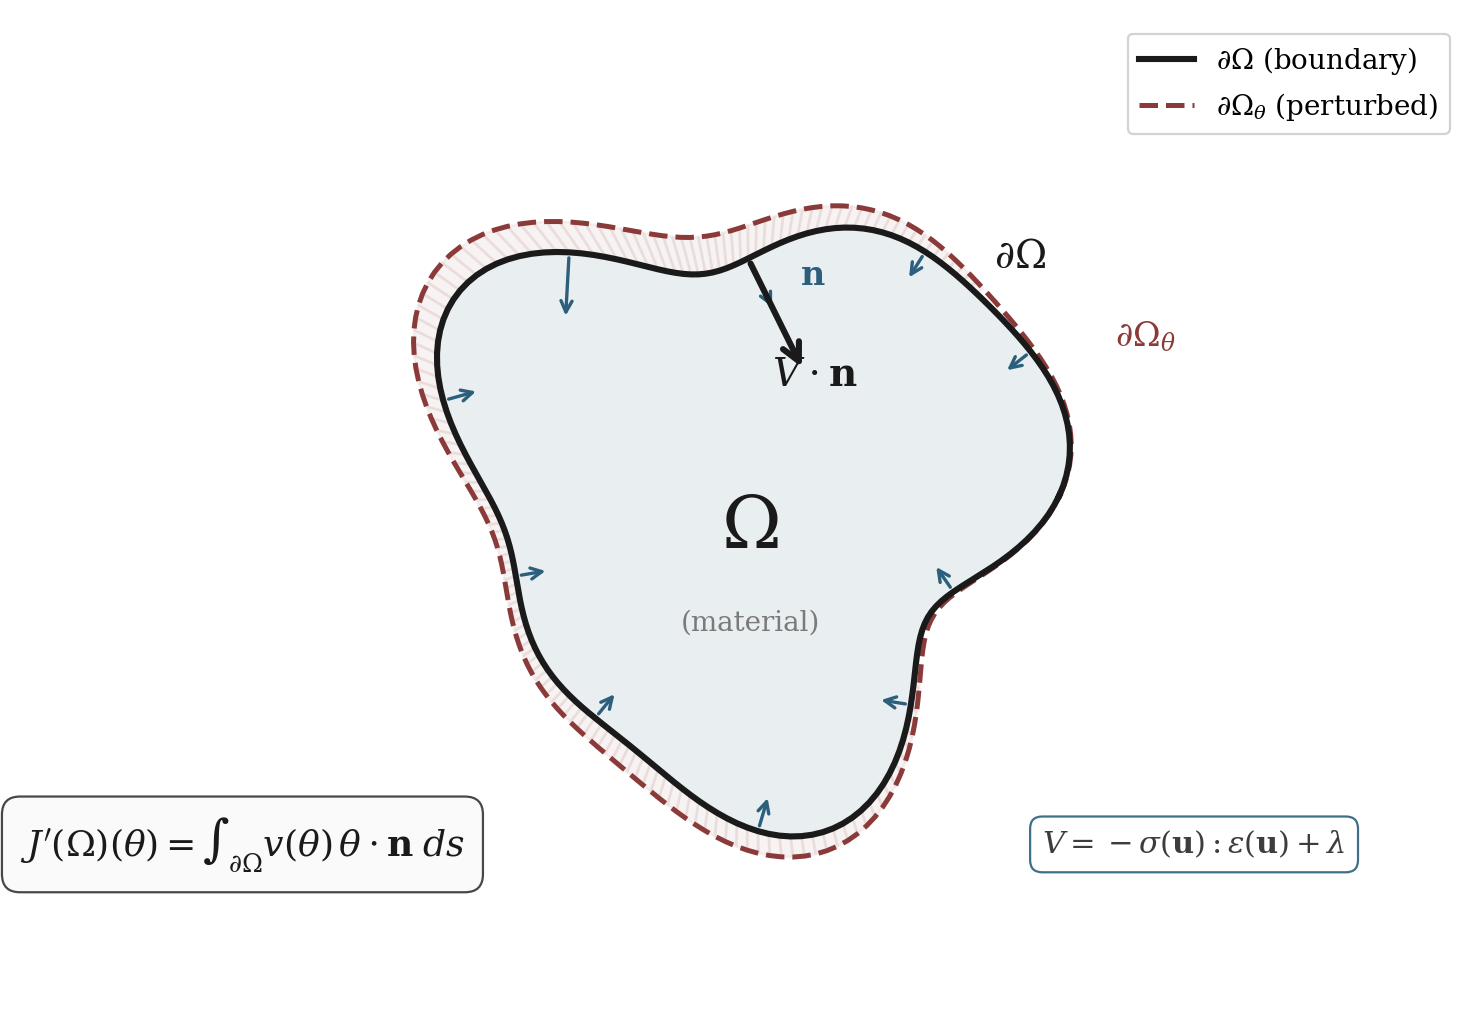 ∂Ω (boundary)
∂Ω_θ (perturbed)
∂Ω
n
∂Ω_θ
V · n
Ω
(material)
J′(Ω)(θ) = ∫_∂Ω v(θ) θ · n ds
V = − σ(u) : ε(u) + λ